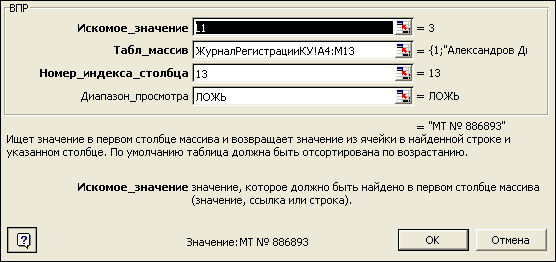 ВПР
Искомое_значение L1 = 3
Табл_массив ЖурналРегистрацииКУ!A4:M13 = {1;"Александров Ді
Номер_индекса_столбца 13 = 13
Диапазон_просмотра ЛОЖЬ = ЛОЖЬ
= "МТ № 886893"
Ищет значение в первом столбце массива и возвращает значение из ячейки в найденной строке и
указанном столбце. По умолчанию таблица должна быть отсортирована по возрастанию.
Искомое_значение значение, которое должно быть найдено в первом столбце массива
(значение, ссылка или строка).
Значение:МТ № 886893 OK Отмена